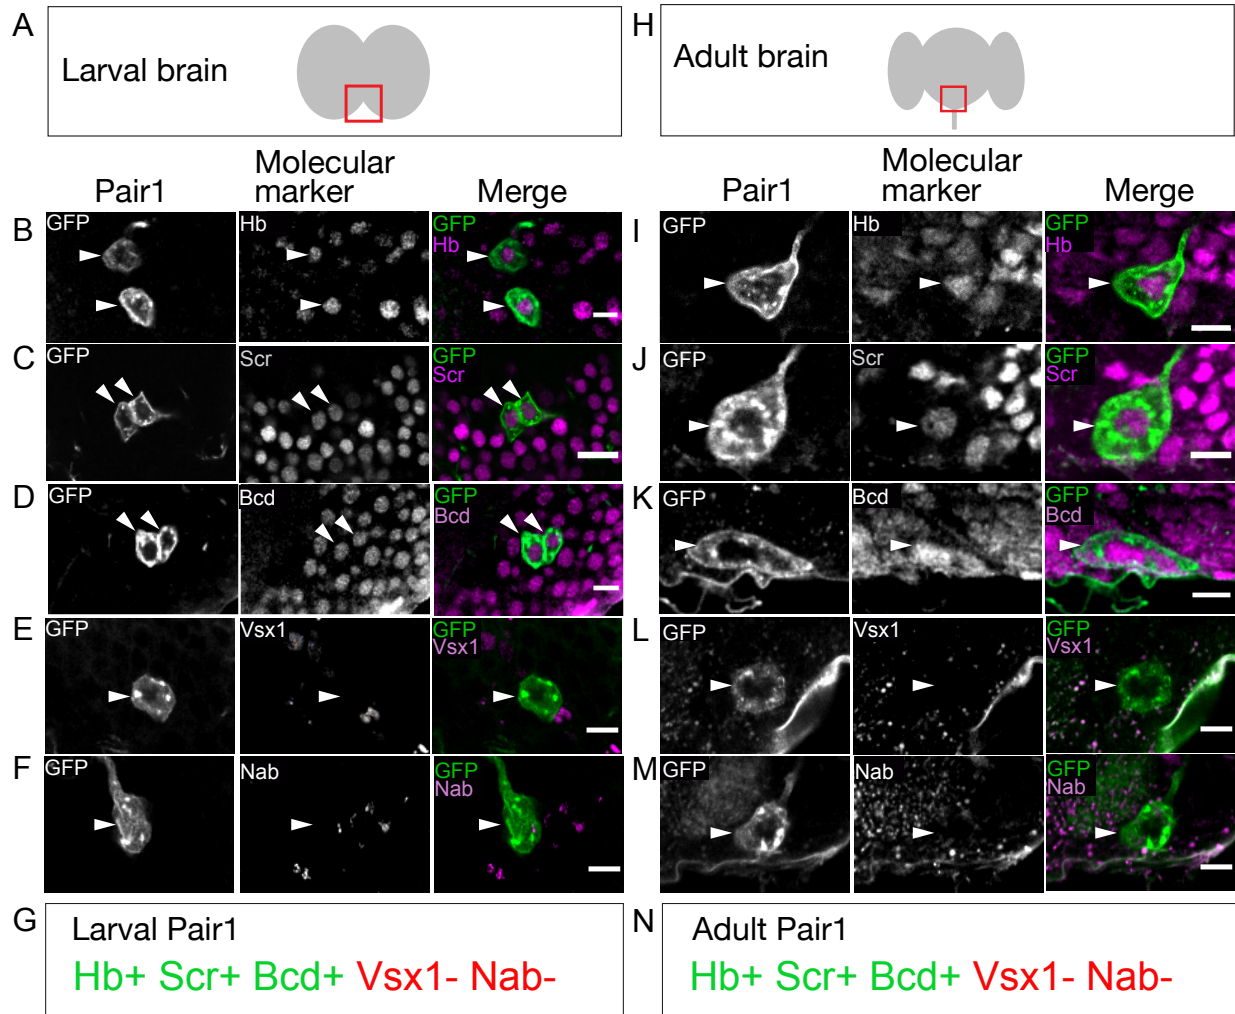 A
Larval brain
H
Adult brain
Pair1
Molecular
marker
Merge
Pair1
Molecular
marker
Merge
B
GFP
Hb
GFP
Hb
I
GFP
Hb
GFP
Hb
C
GFP
Scr
GFP
Scr
J
GFP
Scr
GFP
Scr
D
GFP
Bcd
GFP
Bcd
K
GFP
Bcd
GFP
Bcd
E
GFP
Vsx1
GFP
Vsx1
L
GFP
Vsx1
GFP
Vsx1
F
GFP
Nab
GFP
Nab
M
GFP
Nab
GFP
Nab
G
Larval Pair1
Hb+ Scr+ Bcd+ Vsx1- Nab-
N
Adult Pair1
Hb+ Scr+ Bcd+ Vsx1- Nab-